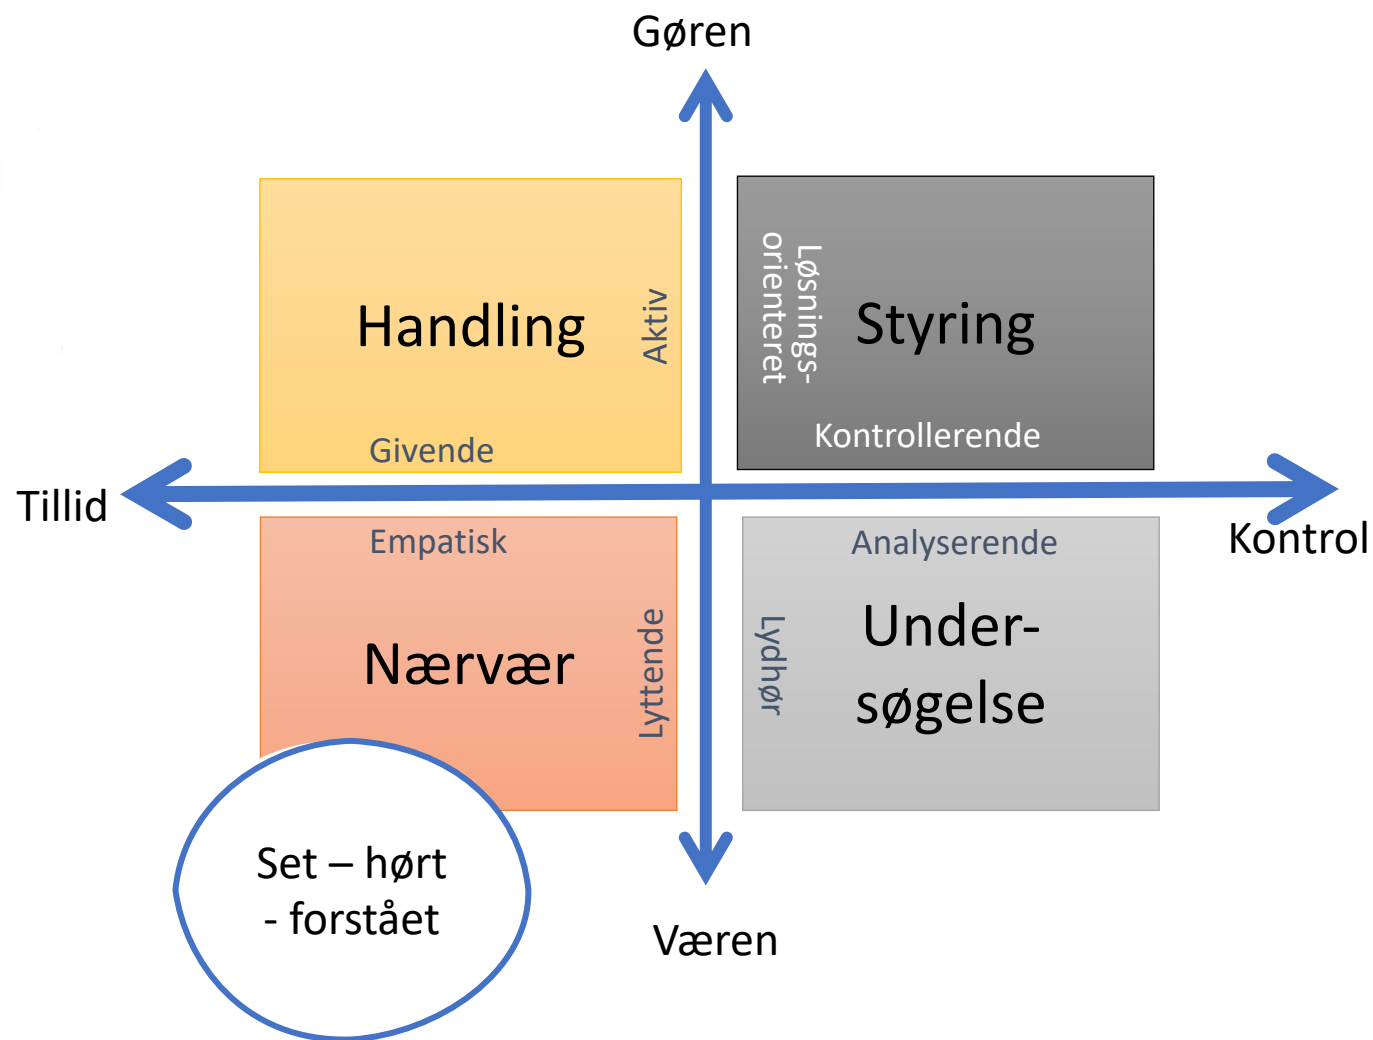 Gøren
Handling
Aktiv
Givende
Løsnings-
orienteret
Styring
Kontrollerende
Tillid
Kontrol
Empatisk
Nærvær
Lyttende
Analyserende
Lydhør
Under-
søgelse
Set – hørt
- forstået
Væren